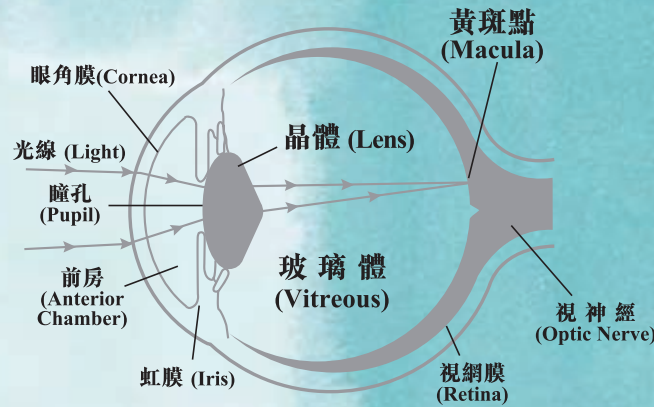 黃斑點
(Macula)
眼角膜(Cornea)
晶體 (Lens)
光線 (Light)
瞳孔
(Pupil)
玻璃體
(Vitreous)
前房
(Anterior
Chamber)
視神經
(Optic Nerve)
虹膜 (Iris)
視網膜
(Retina)